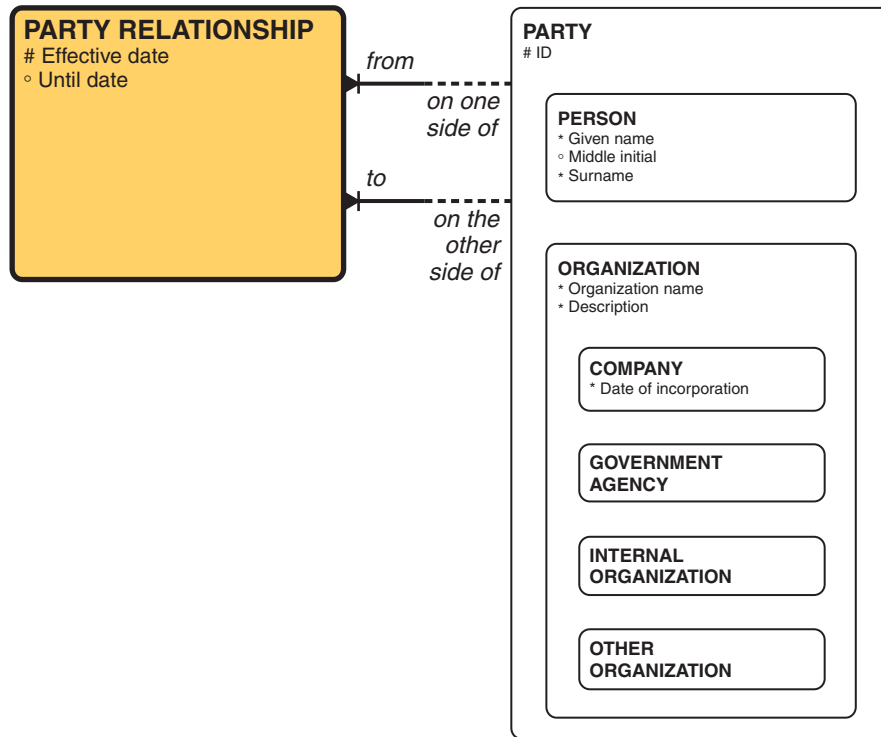 PARTY RELATIONSHIP
# Effective date
○ Until date
from
on one
side of
to
on the
other
side of
PARTY
# ID
PERSON
* Given name
○ Middle initial
* Surname
ORGANIZATION
* Organization name
* Description
COMPANY
* Date of incorporation
GOVERNMENT
AGENCY
INTERNAL
ORGANIZATION
OTHER
ORGANIZATION